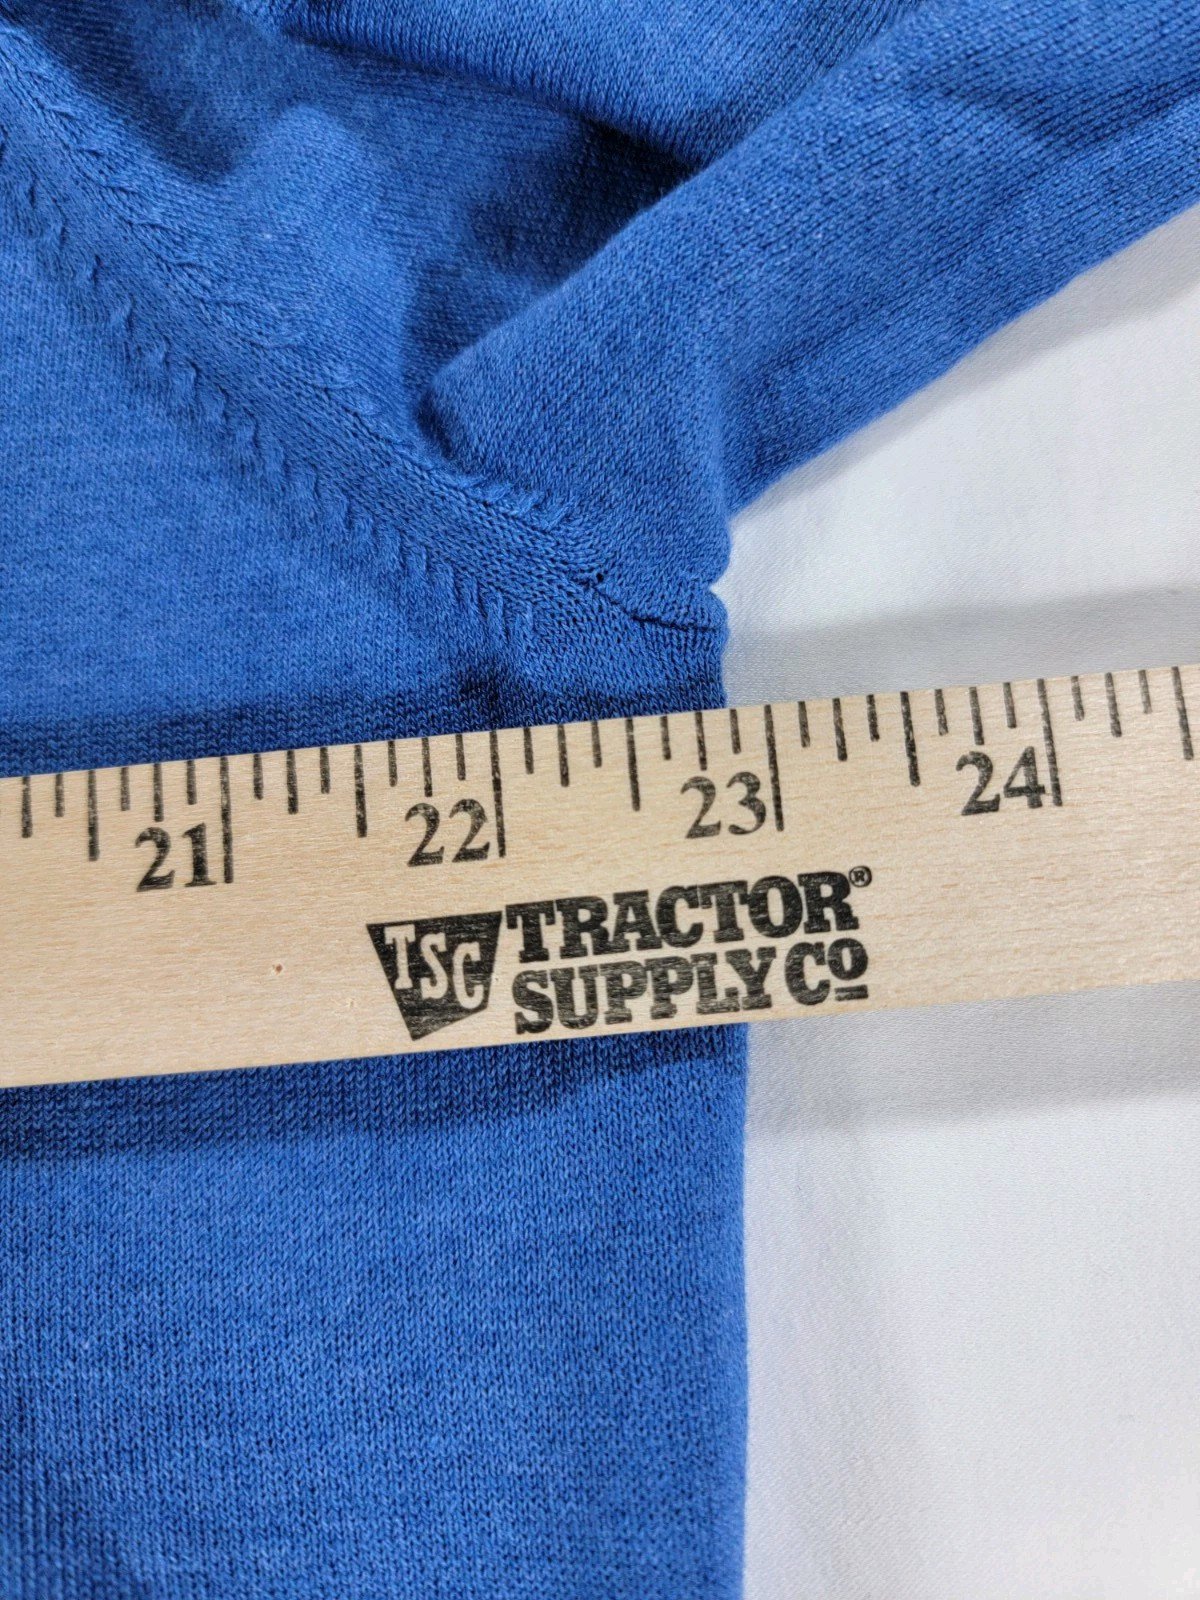 21 22 23 24
TSC TRACTOR®
SUPPLY Co